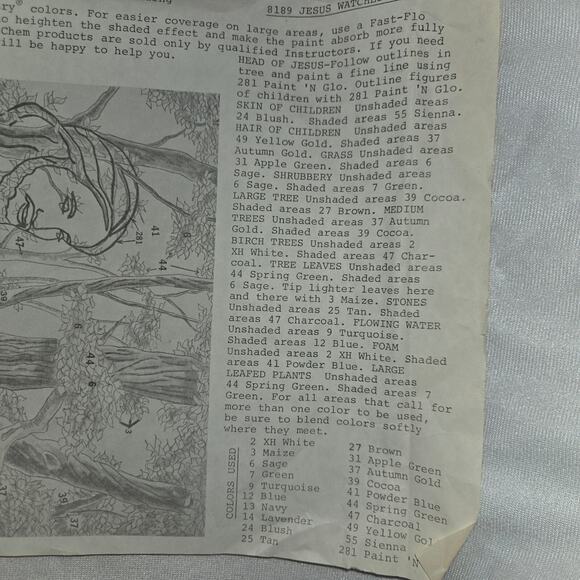 8189 JESUS WATCHES
ry® colors. For easier coverage on large areas, use a Fast-Flo
o heighten the shaded effect and make the paint absorb more fully
Chem products are sold only by qualified Instructors. If you need
ill be happy to help you.
HEAD OF JESUS-Follow outlines in
tree and paint a fine line using
281 Paint 'N Glo. Outline figures
of children with 281 Paint 'N Glo.
SKIN OF CHILDREN Unshaded areas
24 Blush. Shaded areas 55 Sienna.
HAIR OF CHILDREN Unshaded areas
49 Yellow Gold. Shaded areas 37
Autumn Gold. GRASS Unshaded areas
31 Apple Green. Shaded areas 6
Sage. SHRUBBERY Unshaded areas
6 Sage. Shaded areas 7 Green.
LARGE TREE Unshaded areas 39 Cocoa.
Shaded areas 27 Brown. MEDIUM
TREES Unshaded areas 37 Autumn
Gold. Shaded areas 39 Cocoa.
BIRCH TREES Unshaded areas 2
XH White. Shaded areas 47 Char-
coal. TREE LEAVES Unshaded areas
44 Spring Green. Shaded areas
6 Sage. Tip lighter leaves here
and there with 3 Maize. STONES
Unshaded areas 25 Tan. Shaded
areas 47 Charcoal. FLOWING WATER
Unshaded areas 9 Turquoise.
Shaded areas 12 Blue. FOAM
Unshaded areas 2 XH White. Shaded
areas 41 Powder Blue. LARGE
LEAFED PLANTS Unshaded areas
44 Spring Green. Shaded areas 7
Green. For all areas that call for
more than one color to be used,
be sure to blend colors softly
where they meet.
COLORS USED
2 XH White
3 Maize
6 Sage
7 Green
9 Turquoise
12 Blue
13 Navy
14 Lavender
24 Blush
25 Tan
27 Brown
31 Apple Green
37 Autumn Gold
39 Cocoa
41 Powder Blue
44 Spring Green
47 Charcoal
49 Yellow Gol
55 Sienna
281 Paint 'N
47
281
41
44
6
39
6
44
6
3
37
39
37